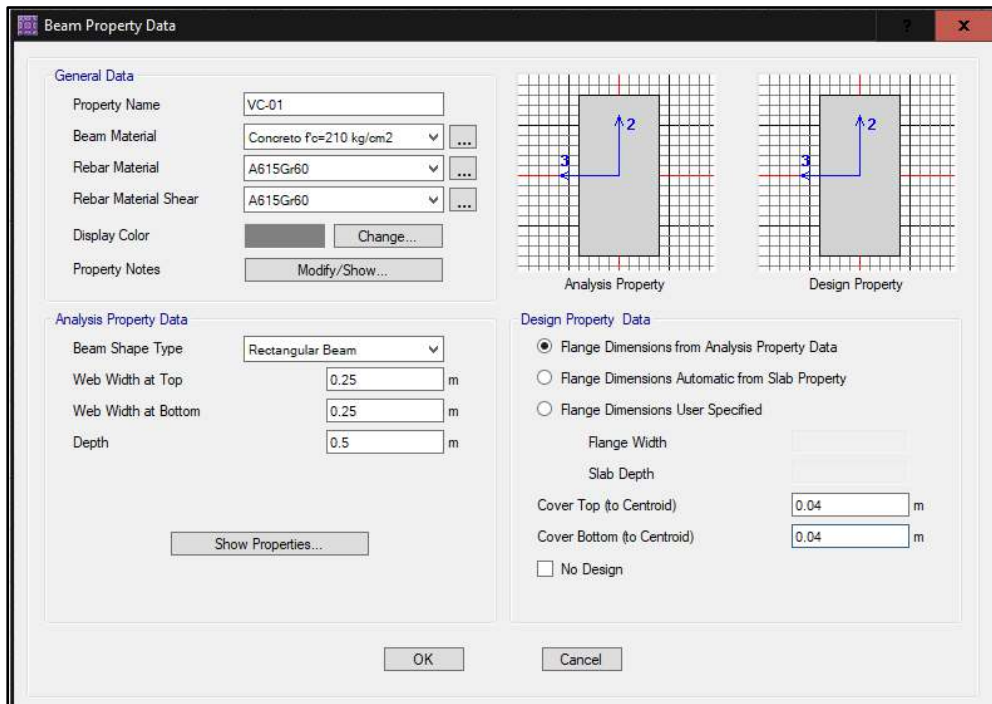 Beam Property Data
?
x
General Data
Property Name
VC-01
Beam Material
Concreto f'c=210 kg/cm2
...
Rebar Material
A615Gr60
...
Rebar Material Shear
A615Gr60
...
Display Color
Change...
Property Notes
Modify/Show...
2
3
Analysis Property
2
3
Design Property
Analysis Property Data
Beam Shape Type
Rectangular Beam
Web Width at Top
0.25
m
Web Width at Bottom
0.25
m
Depth
0.5
m
Show Properties...
Design Property Data
Flange Dimensions from Analysis Property Data
Flange Dimensions Automatic from Slab Property
Flange Dimensions User Specified
Flange Width
Slab Depth
Cover Top (to Centroid)
0.04
m
Cover Bottom (to Centroid)
0.04
m
No Design
OK
Cancel